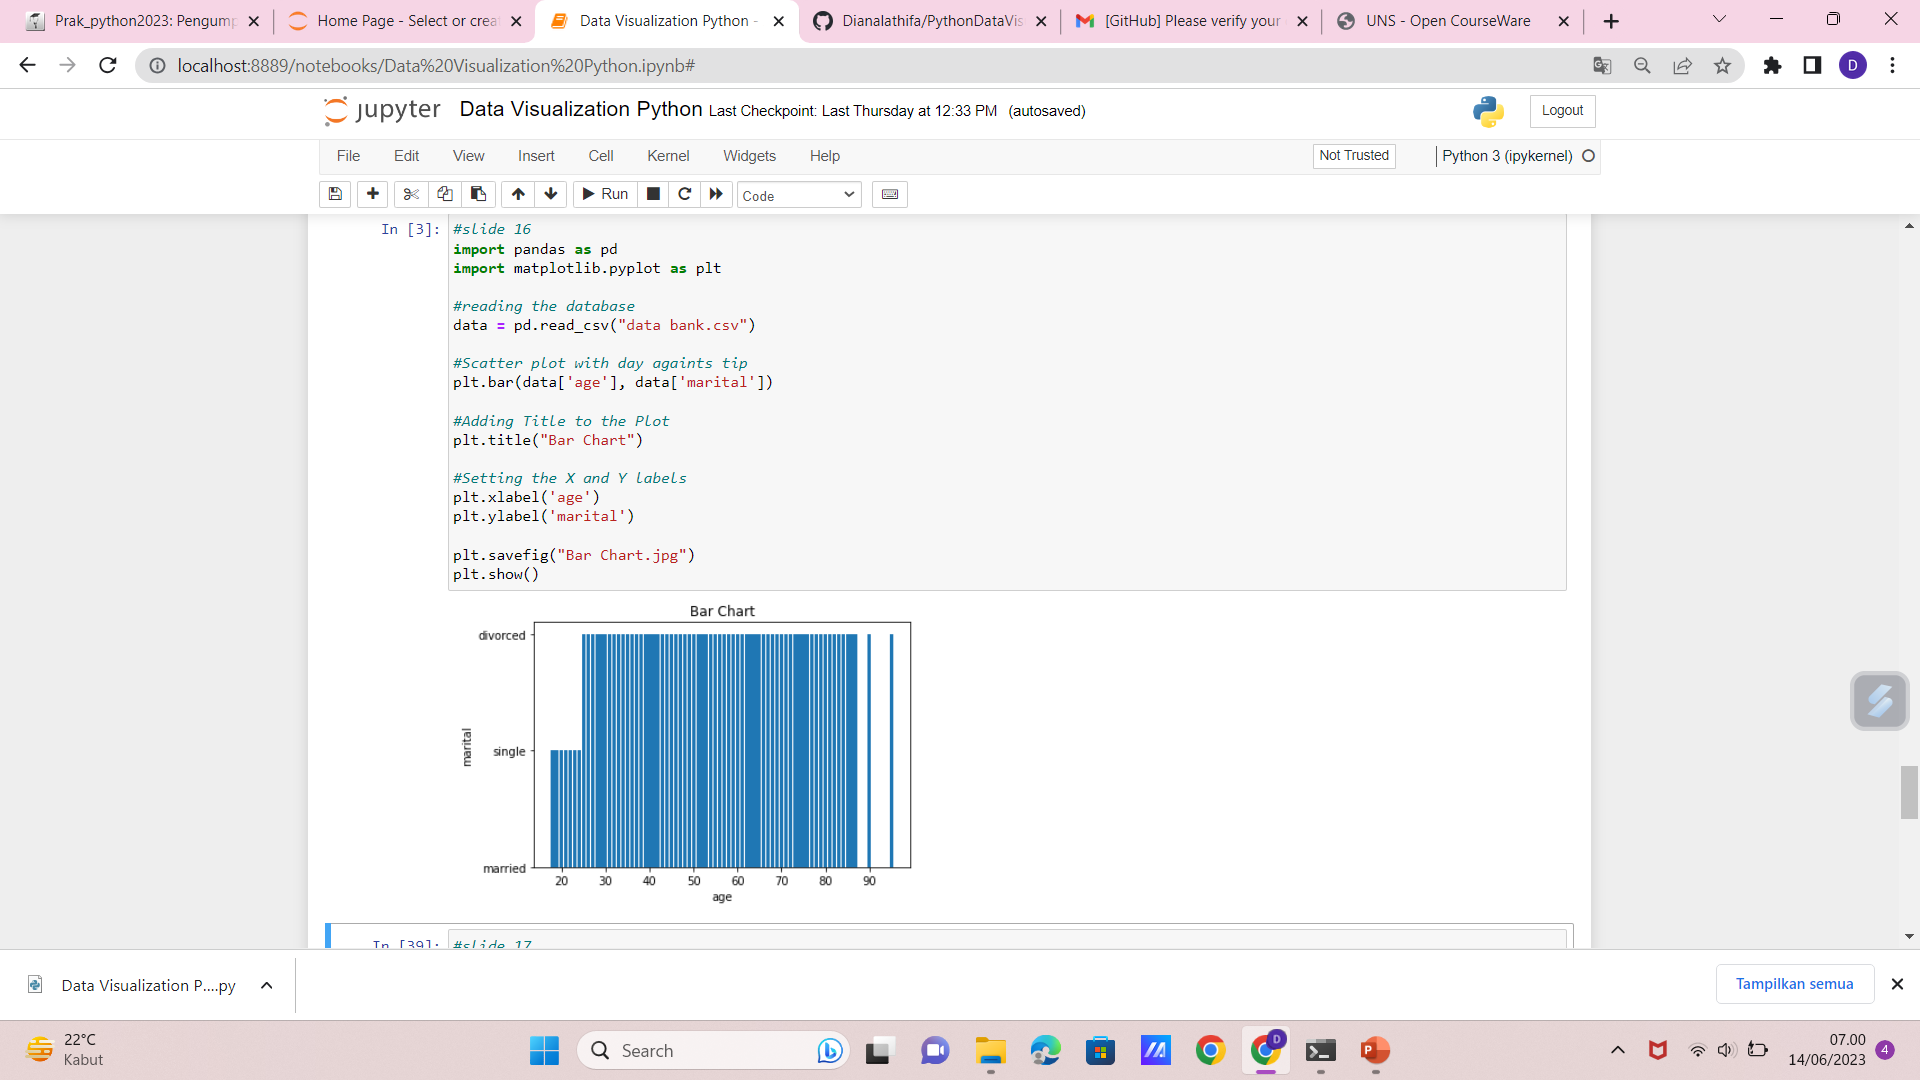 Prak_python2023: Pengump
Home Page - Select or creat
Data Visualization Python -
Dianalathifa/PythonDataVis
[GitHub] Please verify your
UNS - Open CourseWare
localhost:8889/notebooks/Data%20Visualization%20Python.ipynb#
D
jupyter Data Visualization Python Last Checkpoint: Last Thursday at 12:33 PM (autosaved)
Logout
File Edit View Insert Cell Kernel Widgets Help
Not Trusted
Python 3 (ipykernel)
Run
Code
In [3]:
#slide 16
import pandas as pd
import matplotlib.pyplot as plt
#reading the database
data = pd.read_csv("data bank.csv")
#Scatter plot with day againts tip
plt.bar(data['age'], data['marital'])
#Adding Title to the Plot
plt.title("Bar Chart")
#Setting the X and Y labels
plt.xlabel('age')
plt.ylabel('marital')
plt.savefig("Bar Chart.jpg")
plt.show()
Bar Chart
divorced
single
married
marital
20 30 40 50 60 70 80 90
age
In [39]:
#slide 17
Data Visualization P....py
Tampilkan semua
22°C
Kabut
Search
D
07.00
14/06/2023
4